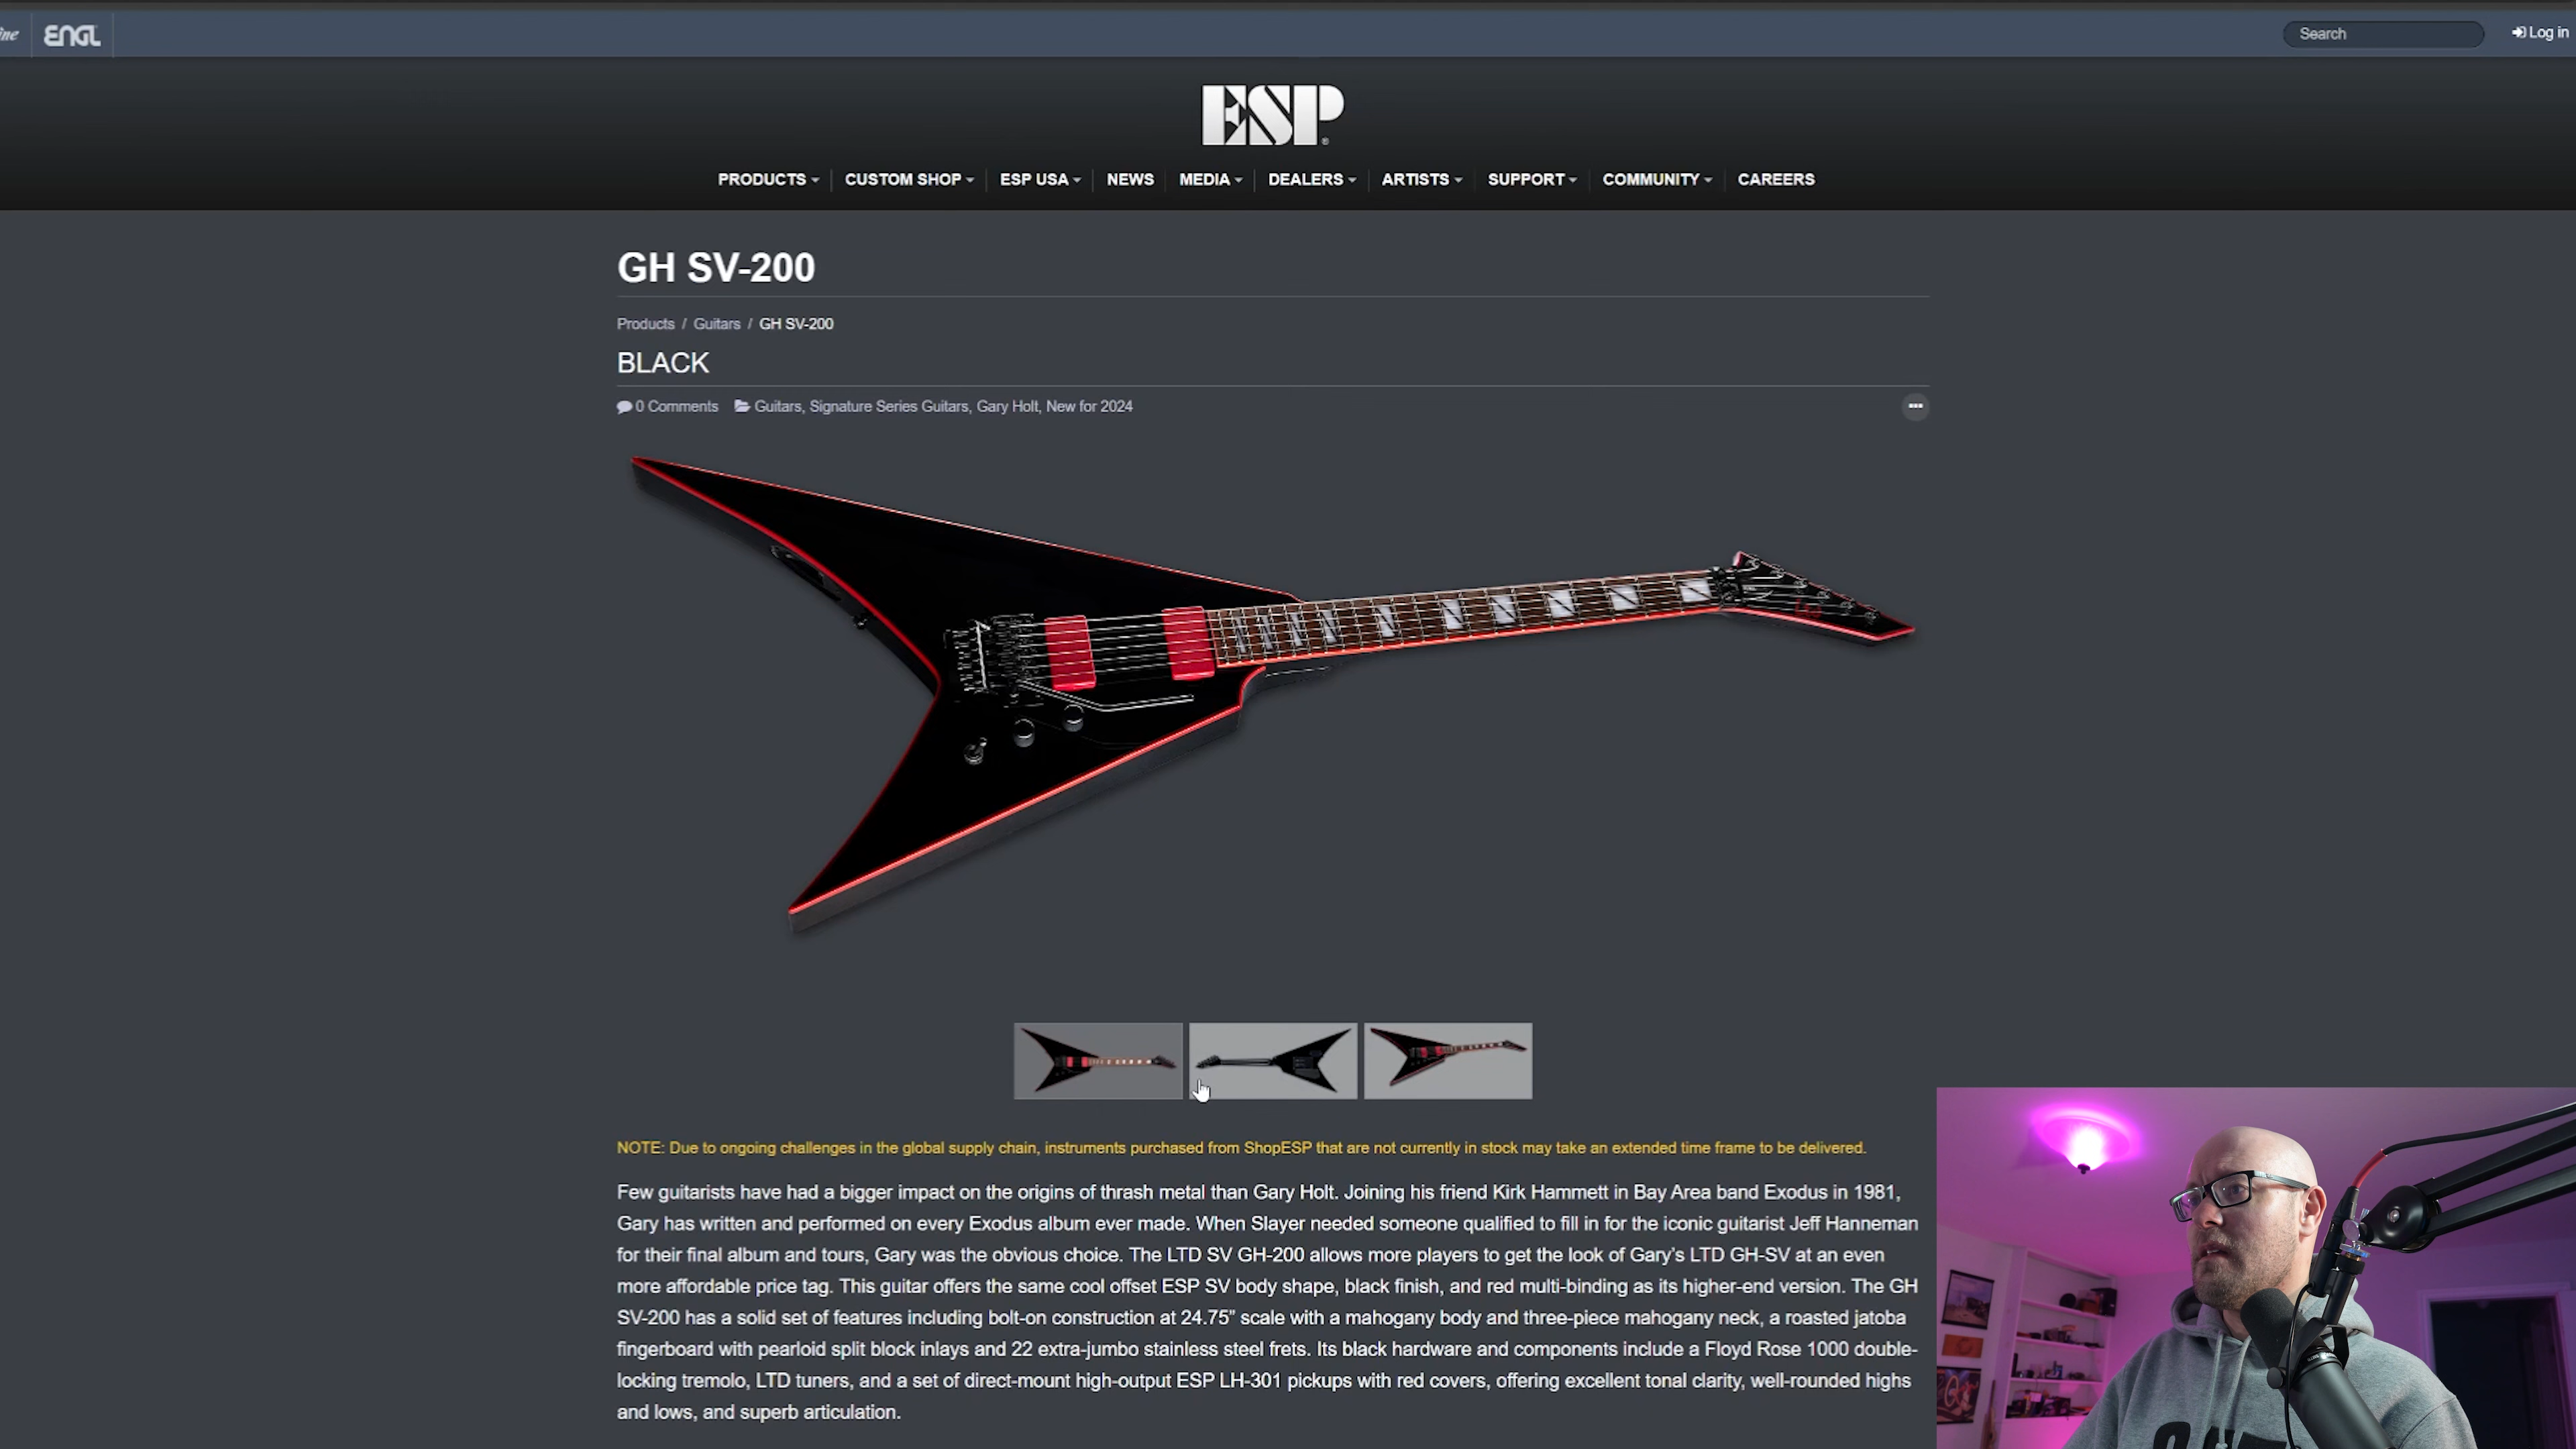 ENGL
Search
Log in
ESP
PRODUCTS CUSTOM SHOP ESP USA NEWS MEDIA DEALERS ARTISTS SUPPORT COMMUNITY CAREERS
GH SV-200
Products / Guitars / GH SV-200
BLACK
0 Comments Guitars, Signature Series Guitars, Gary Holt, New for 2024
NOTE: Due to ongoing challenges in the global supply chain, instruments purchased from ShopESP that are not currently in stock may take an extended time frame to be delivered.
Few guitarists have had a bigger impact on the origins of thrash metal than Gary Holt. Joining his friend Kirk Hammett in Bay Area band Exodus in 1981,
Gary has written and performed on every Exodus album ever made. When Slayer needed someone qualified to fill in for the iconic guitarist Jeff Hanneman
for their final album and tours, Gary was the obvious choice. The LTD SV GH-200 allows more players to get the look of Gary's LTD GH-SV at an even
more affordable price tag. This guitar offers the same cool offset ESP SV body shape, black finish, and red multi-binding as its higher-end version. The GH
SV-200 has a solid set of features including bolt-on construction at 24.75” scale with a mahogany body and three-piece mahogany neck, a roasted jatoba
fingerboard with pearloid split block inlays and 22 extra-jumbo stainless steel frets. Its black hardware and components include a Floyd Rose 1000 double-
locking tremolo, LTD tuners, and a set of direct-mount high-output ESP LH-301 pickups with red covers, offering excellent tonal clarity, well-rounded highs
and lows, and superb articulation.